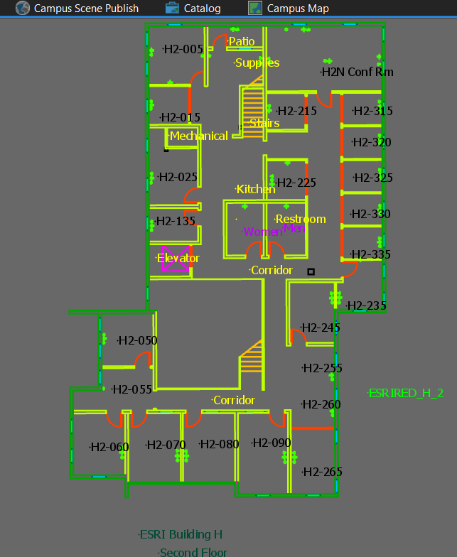 Campus Scene Publish Catalog Campus Map
Patio
H2-005
Supplies
H2N Conf Rm
H2-015 Stairs H2-215 H2-315
Mechanical
H2-320
H2-025 H2-225 H2-325
Kitchen
H2-135 Restroom H2-330
Women Men
Elevator H2-335
Corridor
H2-235
H2-245
H2-050
H2-255
H2-055
ESRIRED_H_2
Corridor H2-260
H2-060 H2-070 H2-080 H2-090
H2-265
ESRI Building H
Second Floor